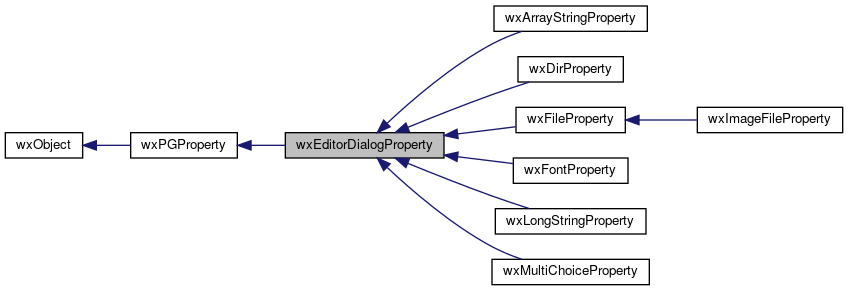 wxArrayStringProperty
wxDirProperty
wxFileProperty
wxImageFileProperty
wxObject
wxPGProperty
wxEditorDialogProperty
wxFontProperty
wxLongStringProperty
wxMultiChoiceProperty